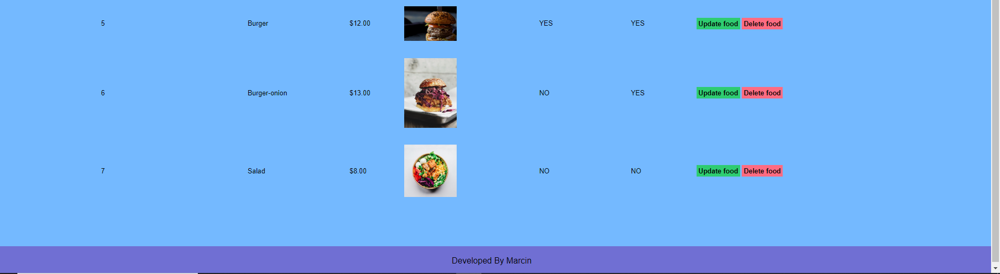 5 Burger $12.00 YES YES Update food Delete food
6 Burger-onion $13.00 NO YES Update food Delete food
7 Salad $8.00 NO NO Update food Delete food
Developed By Marcin